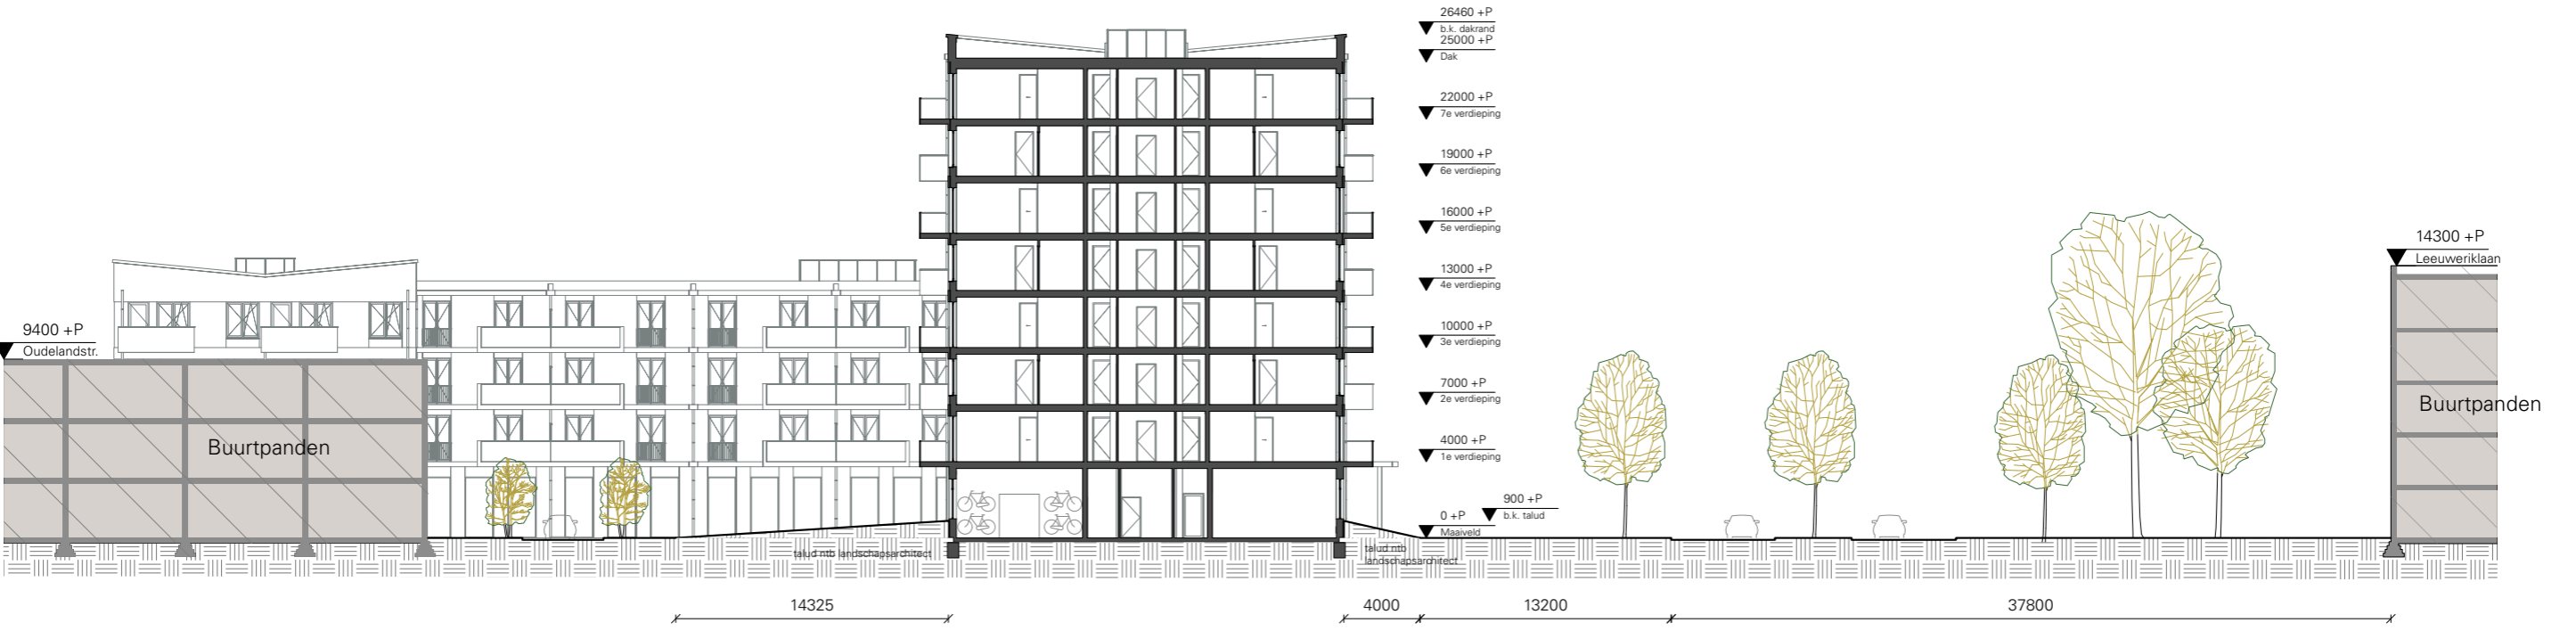 26460 +P
b.k. dakrand
25000 +P
Dak
22000 +P
7e verdieping
19000 +P
6e verdieping
16000 +P
5e verdieping
13000 +P
4e verdieping
10000 +P
3e verdieping
7000 +P
2e verdieping
4000 +P
1e verdieping
900 +P
b.k. talud
0 +P
Maaiveld
14300 +P
Leeuweriklaan
9400 +P
Oudelandstr.
Buurtpanden
Buurtpanden
talud ntb landschapsarchitect
talud ntb
landschapsarchitect
14325
4000
13200
37800